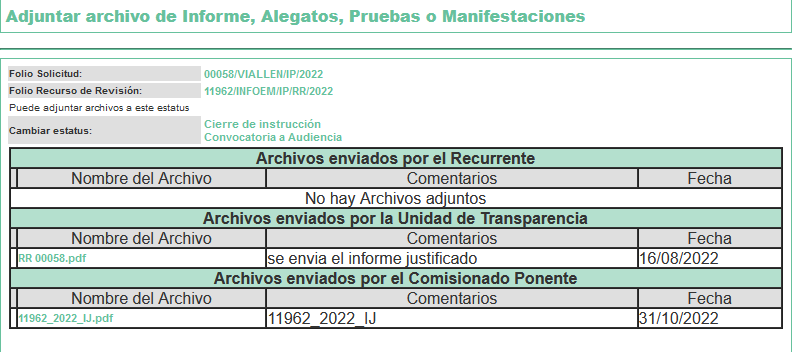 Adjuntar archivo de Informe, Alegatos, Pruebas o Manifestaciones
Folio Solicitud: 00058/VIALLEN/IP/2022
Folio Recurso de Revisión: 11962/INFOEM/IP/RR/2022
Puede adjuntar archivos a este estatus
Cambiar estatus: Cierre de instrucción
Convocatoria a Audiencia
Archivos enviados por el Recurrente
Nombre del Archivo Comentarios Fecha
No hay Archivos adjuntos
Archivos enviados por la Unidad de Transparencia
Nombre del Archivo Comentarios Fecha
RR 00058.pdf se envia el informe justificado 16/08/2022
Archivos enviados por el Comisionado Ponente
Nombre del Archivo Comentarios Fecha
11962_2022_IJ.pdf 11962_2022_IJ 31/10/2022